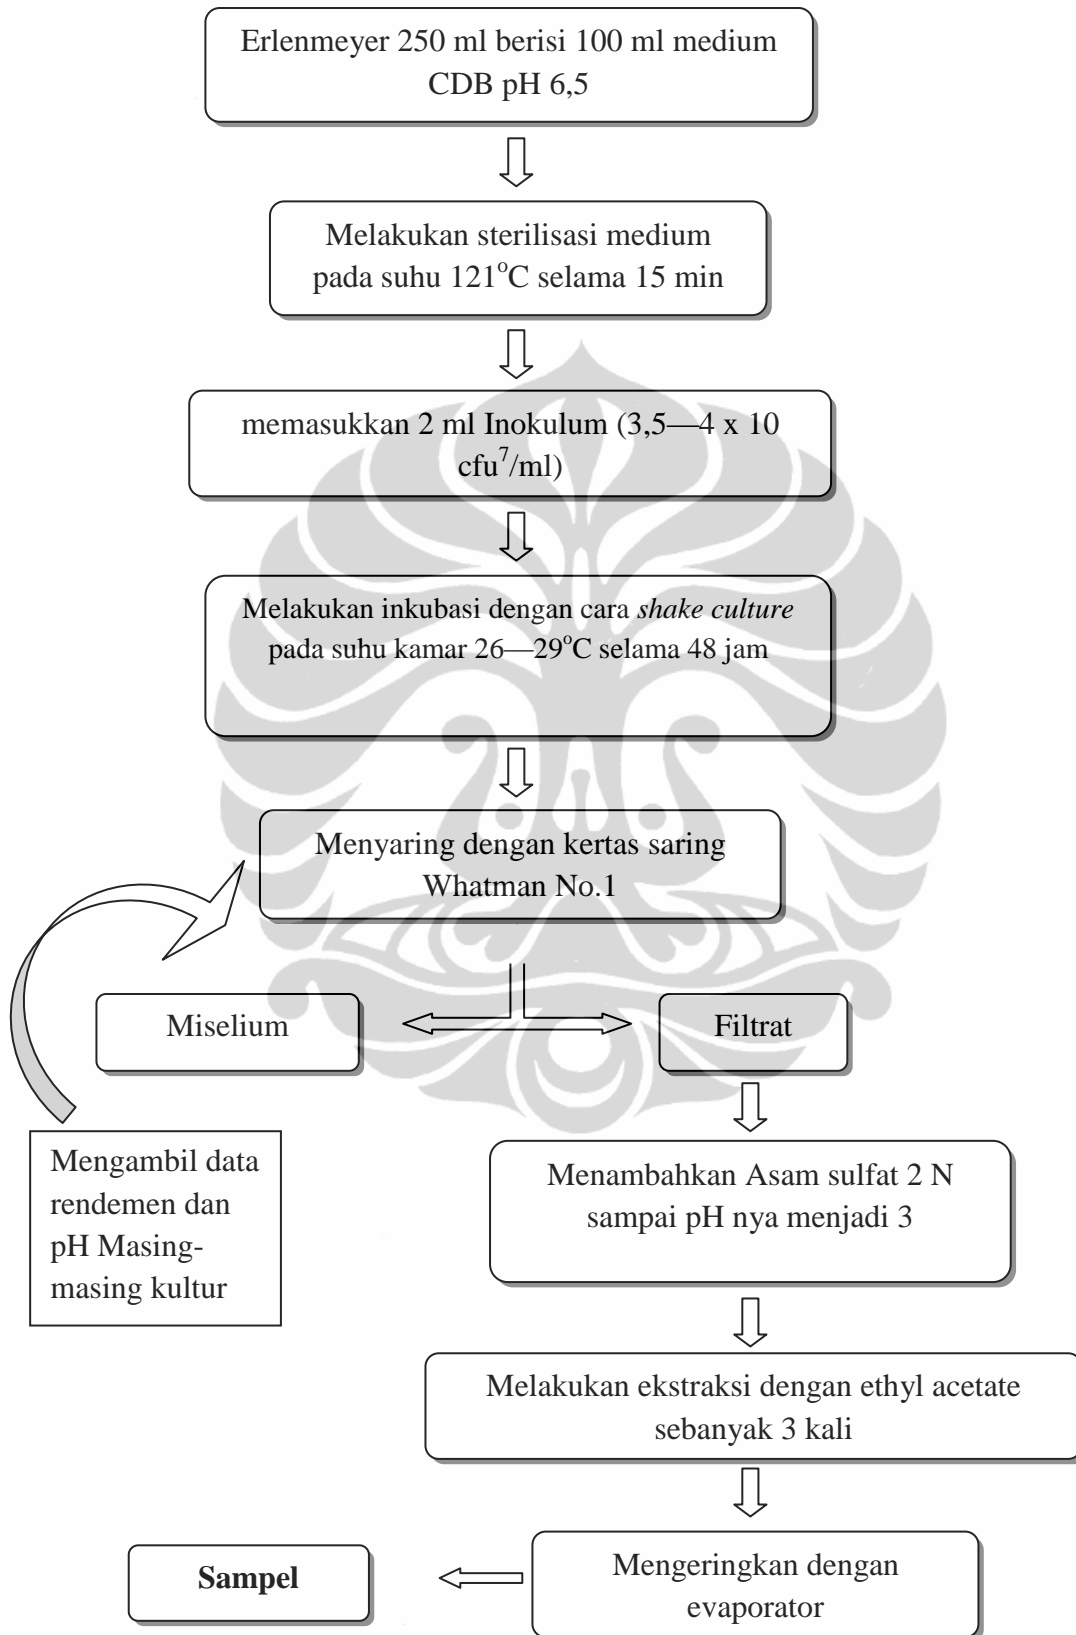 Erlenmeyer 250 ml berisi 100 ml medium
CDB pH 6,5
Melakukan sterilisasi medium
pada suhu 121°C selama 15 min
memasukkan 2 ml Inokulum (3,5—4 x 10
cfu⁷/ml)
Melakukan inkubasi dengan cara shake culture
pada suhu kamar 26—29°C selama 48 jam
Menyaring dengan kertas saring
Whatman No.1
Miselium
Filtrat
Mengambil data
rendemen dan
pH Masing-
masing kultur
Menambahkan Asam sulfat 2 N
sampai pH nya menjadi 3
Melakukan ekstraksi dengan ethyl acetate
sebanyak 3 kali
Mengeringkan dengan
evaporator
Sampel